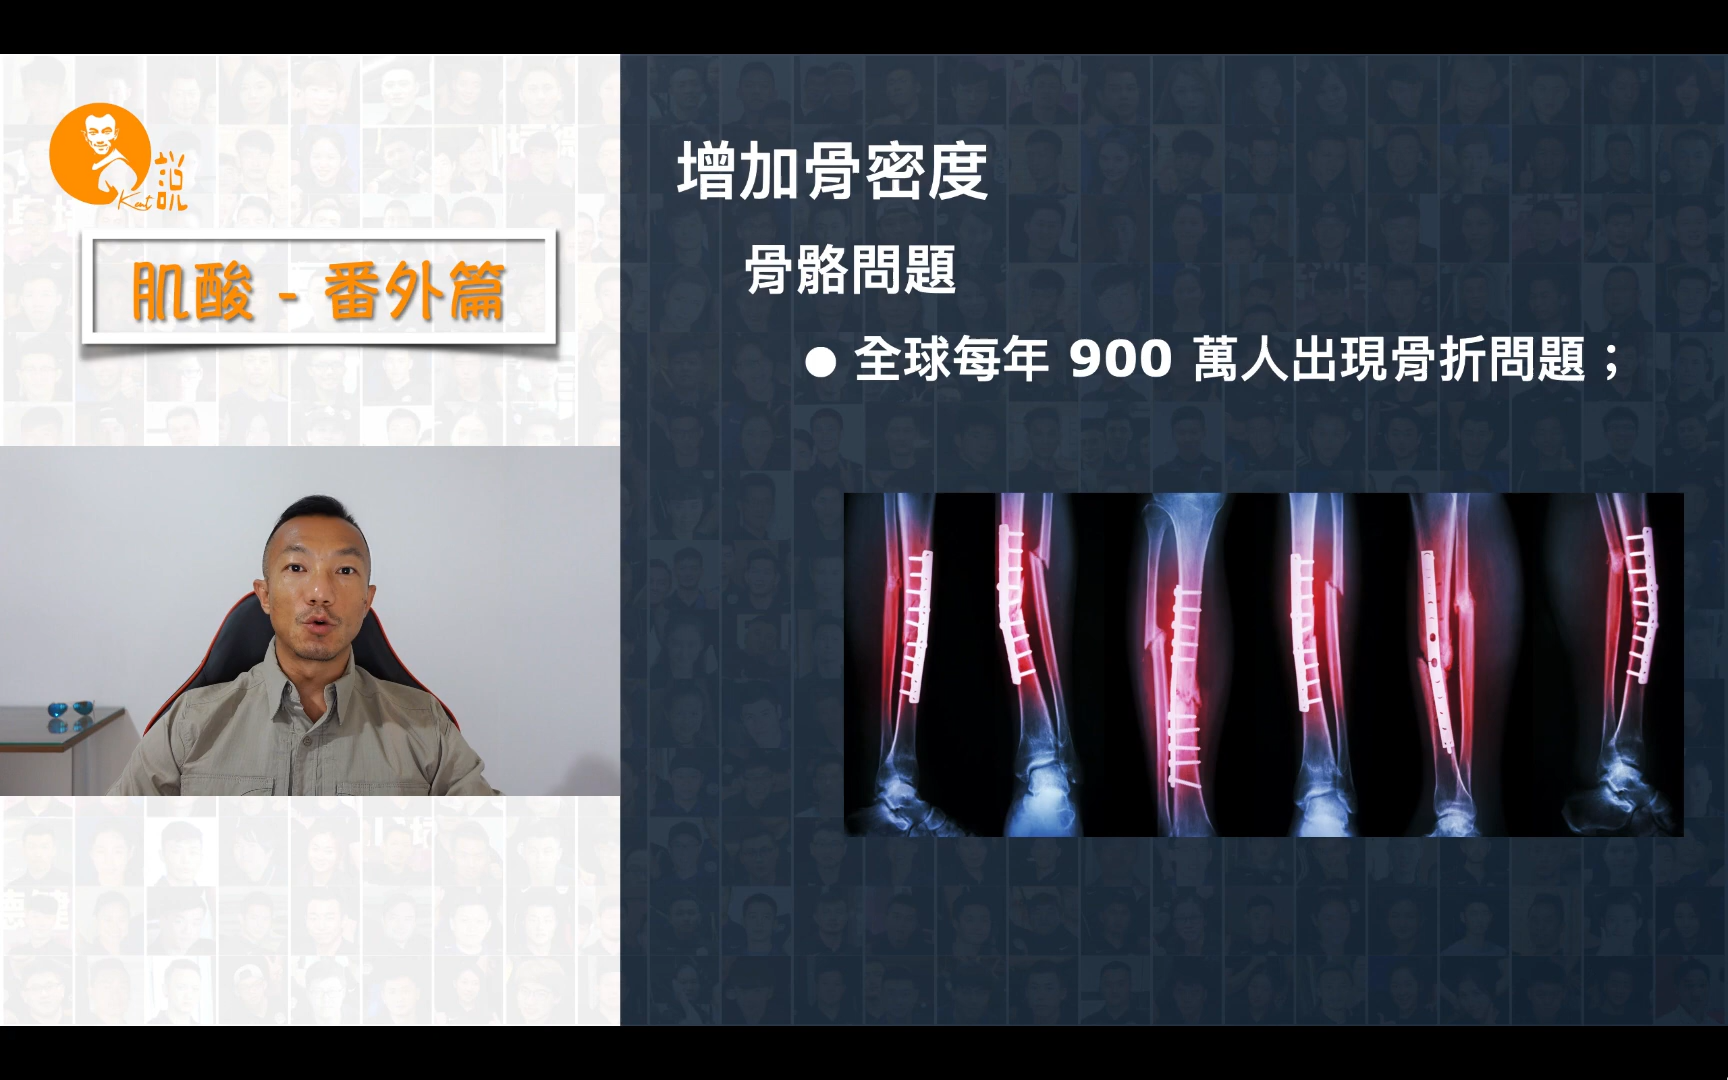 Kent 說
肌酸 - 番外篇
增加骨密度
骨骼問題
● 全球每年 900 萬人出現骨折問題；